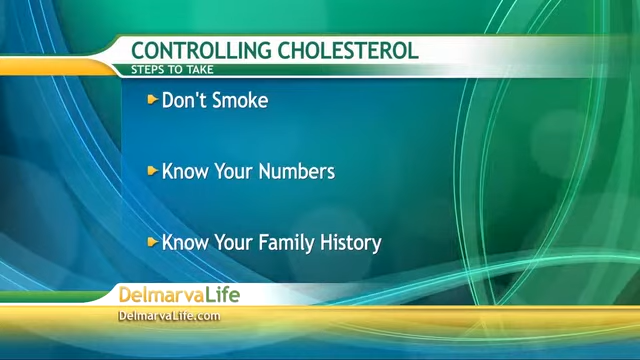 CONTROLLING CHOLESTEROL
STEPS TO TAKE
Don't Smoke
Know Your Numbers
Know Your Family History
DelmarvaLife
DelmarvaLife.com